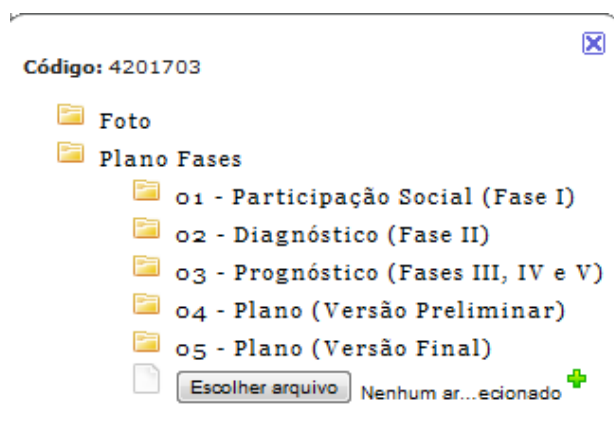 Código: 4201703
Foto
Plano Fases
01 - Participação Social (Fase I)
02 - Diagnóstico (Fase II)
03 - Prognóstico (Fases III, IV e V)
04 - Plano (Versão Preliminar)
05 - Plano (Versão Final)
Escolher arquivo Nenhum ar...ecionado